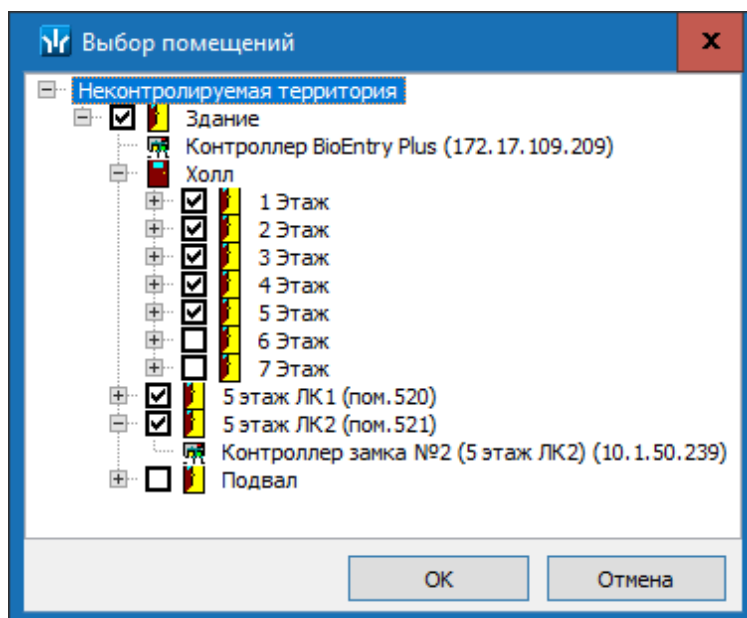 Выбор помещений
Неконтролируемая территория
Здание
Контроллер BioEntry Plus (172.17.109.209)
Холл
1 Этаж
2 Этаж
3 Этаж
4 Этаж
5 Этаж
6 Этаж
7 Этаж
5 этаж ЛК1 (пом.520)
5 этаж ЛК2 (пом.521)
Контроллер замка №2 (5 этаж ЛК2) (10.1.50.239)
Подвал
OK Отмена